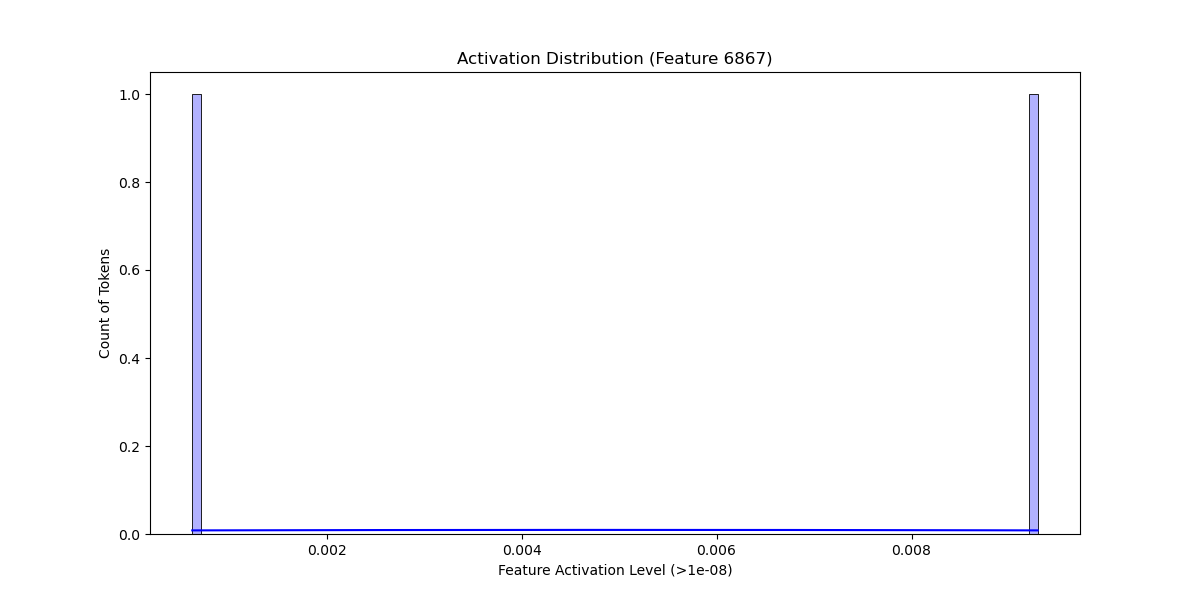 Activation Distribution (Feature 6867)
1.0
0.8
0.6
0.4
0.2
0.0
Count of Tokens
0.002 0.004 0.006 0.008
Feature Activation Level (>1e-08)